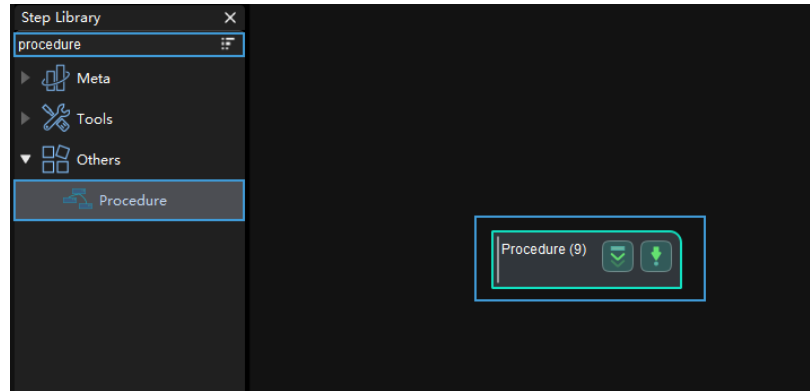 Step Library
procedure
Meta
Tools
Others
Procedure
Procedure (9)